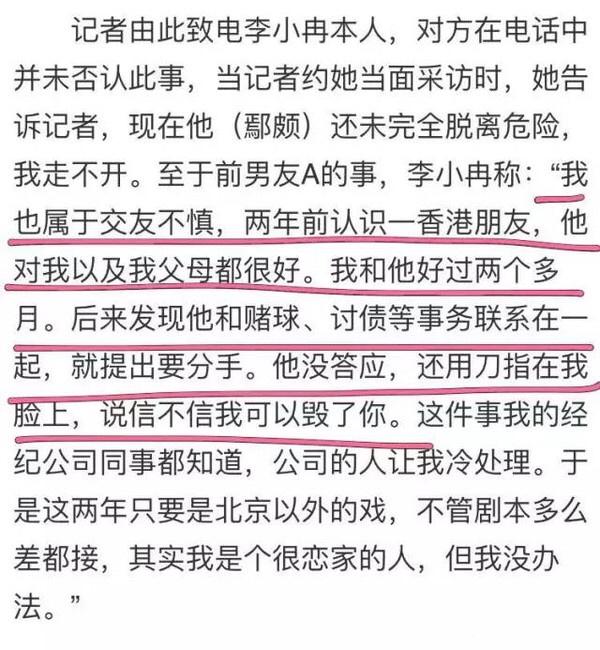 记者由此致电李小冉本人，对方在电话中
并未否认此事，当记者约她当面采访时，她告
诉记者，现在他（鄢颇）还未完全脱离危险，
我走不开。至于前男友A的事，李小冉称：“我
也属于交友不慎，两年前认识一香港朋友，他
对我以及我父母都很好。我和他好过两个多
月。后来发现他和赌球、讨债等事务联系在一
起，就提出要分手。他没答应，还用刀指在我
脸上，说信不信我可以毁了你。这件事我的经
纪公司同事都知道，公司的人让我冷处理。于
是这两年只要是北京以外的戏，不管剧本多么
差都接，其实我是个很恋家的人，但我没办
法。”